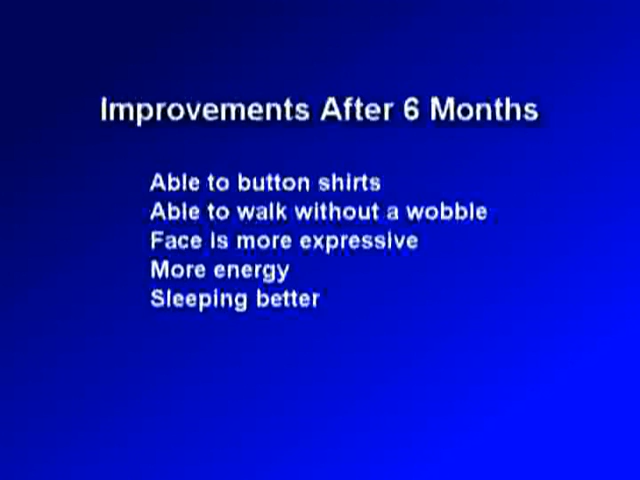 Improvements After 6 Months
Able to button shirts
Able to walk without a wobble
Face is more expressive
More energy
Sleeping better